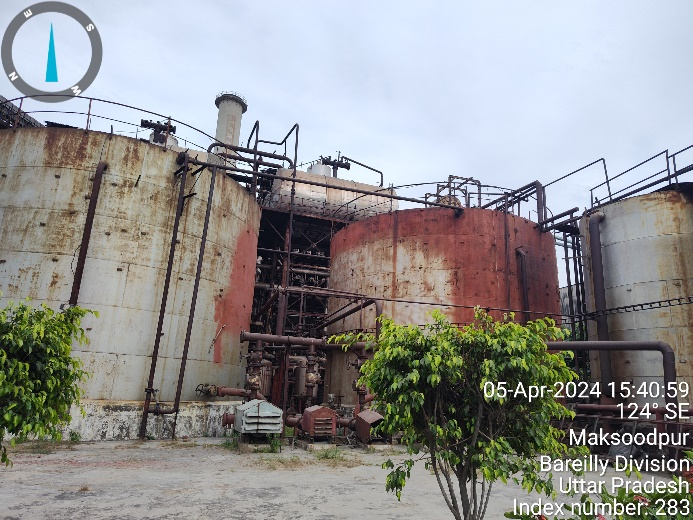 E
S
N
W
05-Apr-2024 15:40:59
124° SE
Maksoodpur
Bareilly Division
Uttar Pradesh
Index number: 283